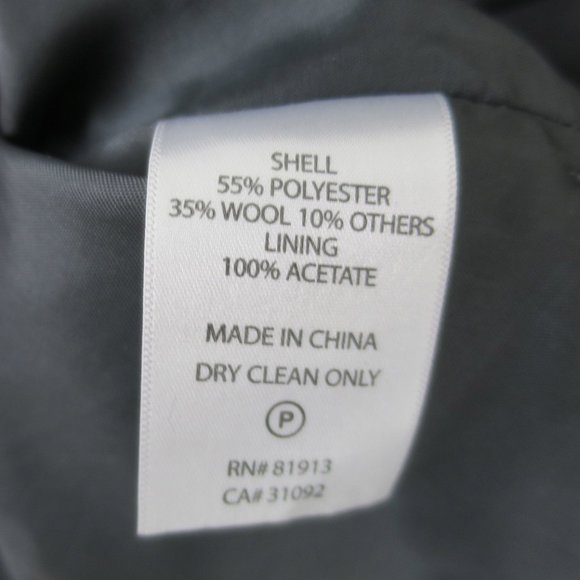 SHELL
55% POLYESTER
35% WOOL 10% OTHERS
LINING
100% ACETATE
MADE IN CHINA
DRY CLEAN ONLY
P
RN# 81913
CA# 31092